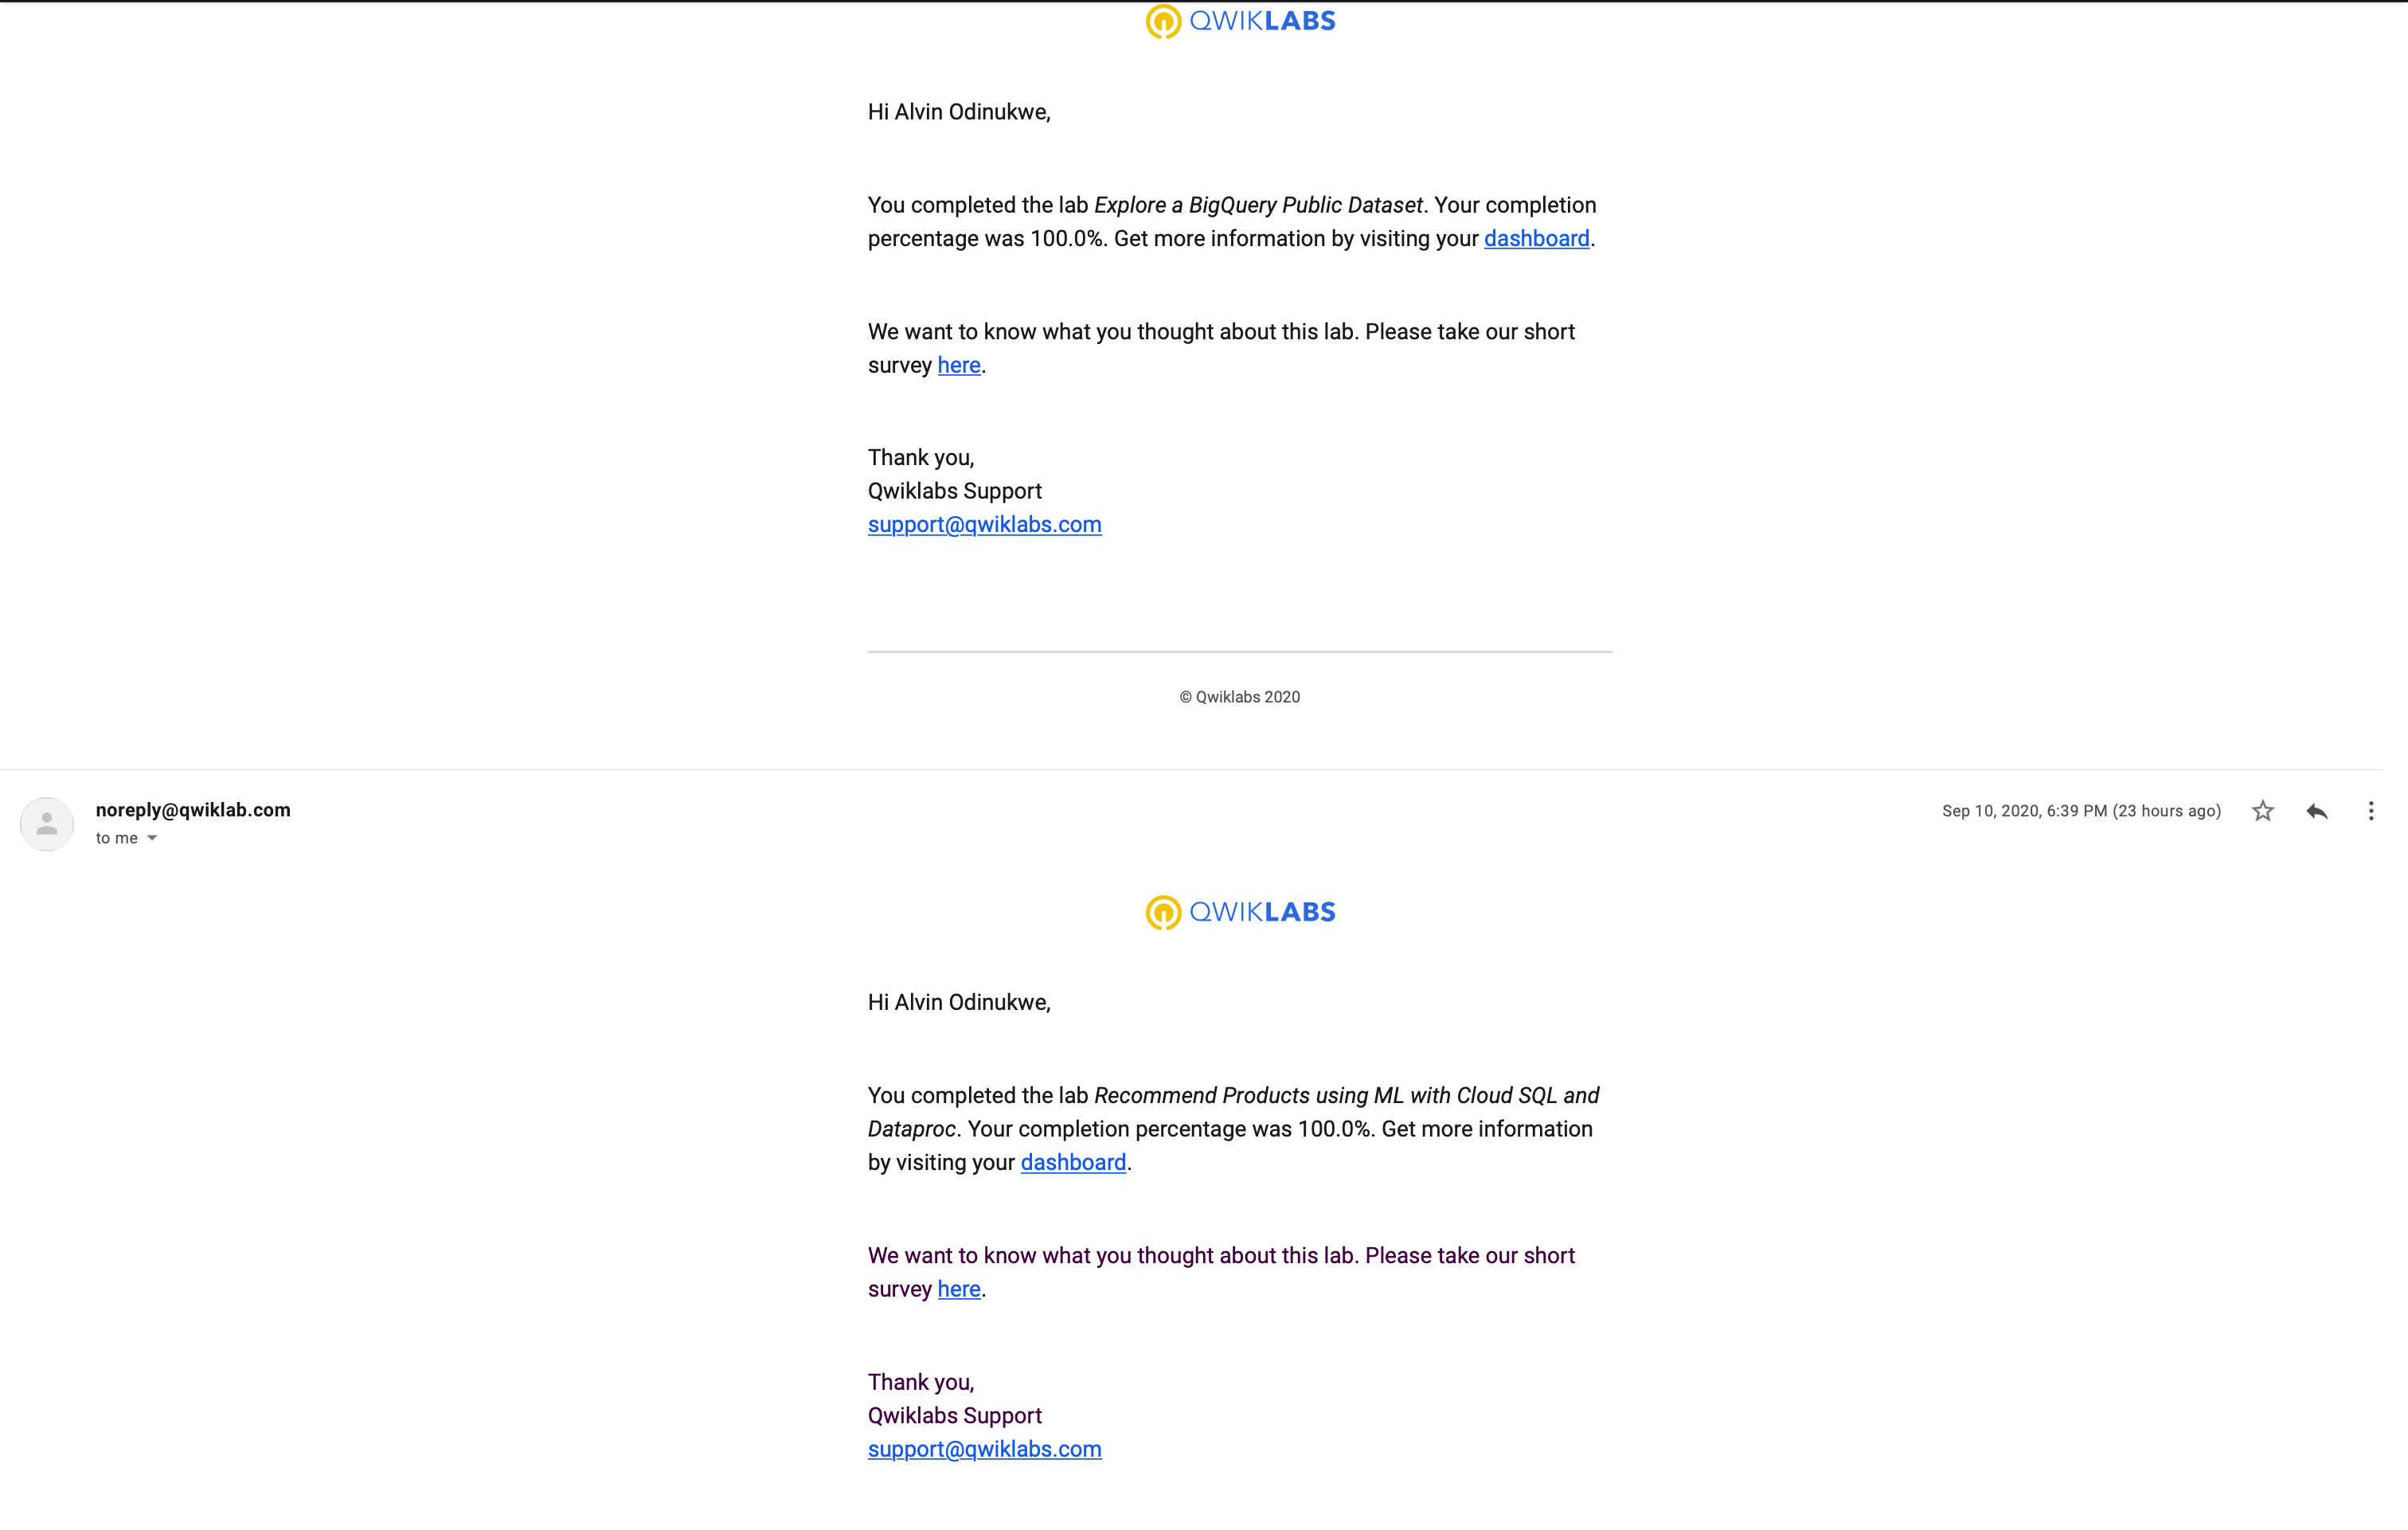 QWIKLABS
Hi Alvin Odinukwe,
You completed the lab Explore a BigQuery Public Dataset. Your completion
percentage was 100.0%. Get more information by visiting your dashboard.
We want to know what you thought about this lab. Please take our short
survey here.
Thank you,
Qwiklabs Support
support@qwiklabs.com
© Qwiklabs 2020
noreply@qwiklab.com
Sep 10, 2020, 6:39 PM (23 hours ago)
to me
QWIKLABS
Hi Alvin Odinukwe,
You completed the lab Recommend Products using ML with Cloud SQL and
Dataproc. Your completion percentage was 100.0%. Get more information
by visiting your dashboard.
We want to know what you thought about this lab. Please take our short
survey here.
Thank you,
Qwiklabs Support
support@qwiklabs.com